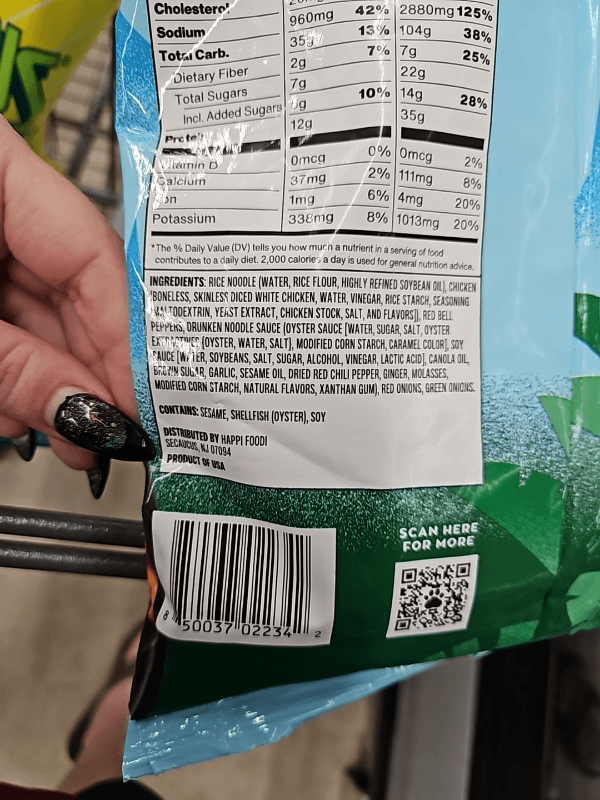 Cholesterol
Sodium 960mg 42% 2880mg 125%
Total Carb. 35g 13% 104g 38%
Dietary Fiber 2g 7% 7g 25%
Total Sugars 7g 22g
Incl. Added Sugars 10% 14g 28%
Protein 12g 35g
Vitamin D 0mcg 0% 0mcg 2%
Calcium 37mg 2% 111mg 8%
1mg 6% 4mg 20%
Potassium 338mg 8% 1013mg 20%
*The % Daily Value (DV) tells you how much a nutrient in a serving of food
contributes to a daily diet. 2,000 calories a day is used for general nutrition advice.
INGREDIENTS: RICE NOODLE (WATER, RICE FLOUR, HIGHLY REFINED SOYBEAN OIL), CHICKEN
(BONELESS, SKINLESS DICED WHITE CHICKEN, WATER, VINEGAR, RICE STARCH, SEASONING
MALTODEXTRIN, YEAST EXTRACT, CHICKEN STOCK, SALT, AND FLAVORS]), RED BELL
PEPPERS, DRUNKEN NOODLE SAUCE (OYSTER SAUCE [WATER, SUGAR, SALT, OYSTER
EXTRACTIVES (OYSTER, WATER, SALT), MODIFIED CORN STARCH, CARAMEL COLOR], SOY
SAUCE [WATER, SOYBEANS, SALT, SUGAR, ALCOHOL, VINEGAR, LACTIC ACID], CANOLA OIL,
BROWN SUGAR, GARLIC, SESAME OIL, DRIED RED CHILI PEPPER, GINGER, MOLASSES,
MODIFIED CORN STARCH, NATURAL FLAVORS, XANTHAN GUM), RED ONIONS, GREEN ONIONS.
CONTAINS: SESAME, SHELLFISH (OYSTER), SOY
DISTRIBUTED BY HAPPI FOODI
SECAUCUS, NJ 07094
PRODUCT OF USA
SCAN HERE
FOR MORE
8 50037 02234 2